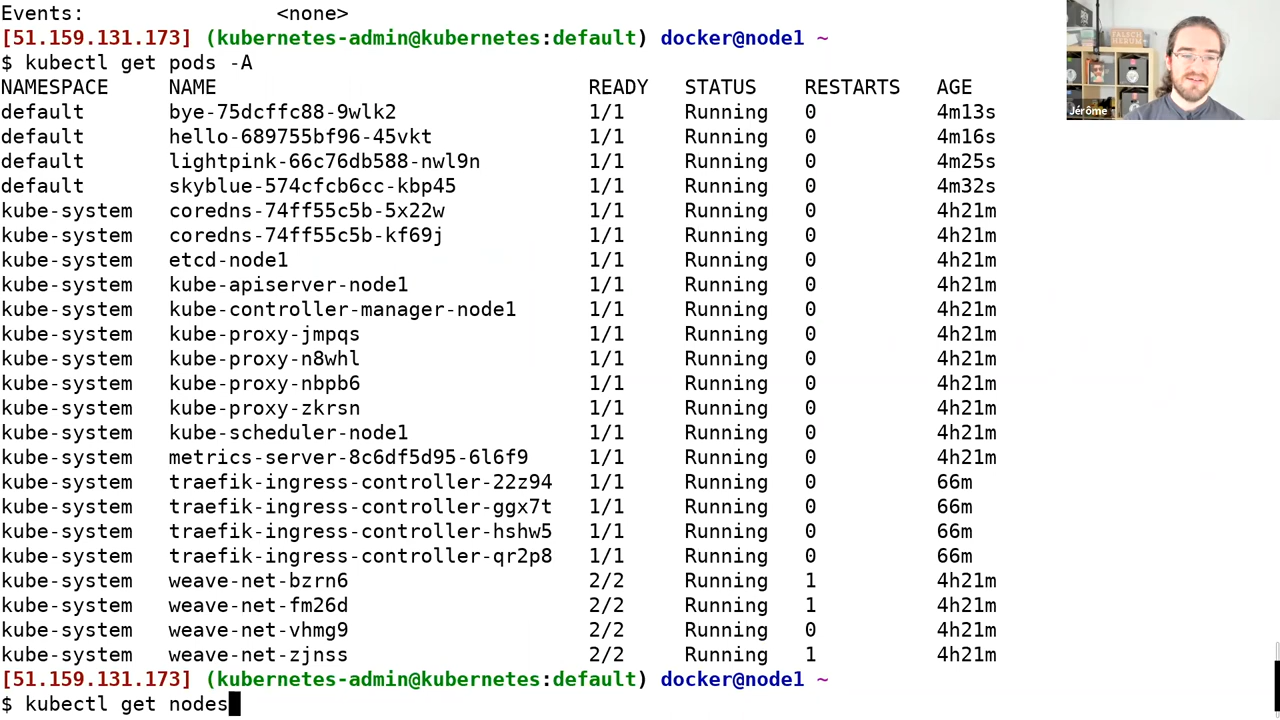 Events:                <none>
[51.159.131.173] (kubernetes-admin@kubernetes:default) docker@node1 ~
$ kubectl get pods -A
NAMESPACE     NAME                               READY   STATUS    RESTARTS   AGE
default       bye-75dcffc88-9wlk2                1/1     Running   0          4m13s
default       hello-689755bf96-45vkt             1/1     Running   0          4m16s
default       lightpink-66c76db588-nwl9n         1/1     Running   0          4m25s
default       skyblue-574cfcb6cc-kbp45           1/1     Running   0          4m32s
kube-system   coredns-74ff55c5b-5x22w            1/1     Running   0          4h21m
kube-system   coredns-74ff55c5b-kf69j            1/1     Running   0          4h21m
kube-system   etcd-node1                         1/1     Running   0          4h21m
kube-system   kube-apiserver-node1               1/1     Running   0          4h21m
kube-system   kube-controller-manager-node1      1/1     Running   0          4h21m
kube-system   kube-proxy-jmpqs                   1/1     Running   0          4h21m
kube-system   kube-proxy-n8whl                   1/1     Running   0          4h21m
kube-system   kube-proxy-nbpb6                   1/1     Running   0          4h21m
kube-system   kube-proxy-zkrsn                   1/1     Running   0          4h21m
kube-system   kube-scheduler-node1               1/1     Running   0          4h21m
kube-system   metrics-server-8c6df5d95-6l6f9     1/1     Running   0          4h21m
kube-system   traefik-ingress-controller-22z94   1/1     Running   0          66m
kube-system   traefik-ingress-controller-ggx7t   1/1     Running   0          66m
kube-system   traefik-ingress-controller-hshw5   1/1     Running   0          66m
kube-system   traefik-ingress-controller-qr2p8   1/1     Running   0          66m
kube-system   weave-net-bzrn6                    2/2     Running   1          4h21m
kube-system   weave-net-fm26d                    2/2     Running   1          4h21m
kube-system   weave-net-vhmg9                    2/2     Running   0          4h21m
kube-system   weave-net-zjnss                    2/2     Running   1          4h21m
[51.159.131.173] (kubernetes-admin@kubernetes:default) docker@node1 ~
$ kubectl get nodes
FALSCH
HERUM
Jérôme